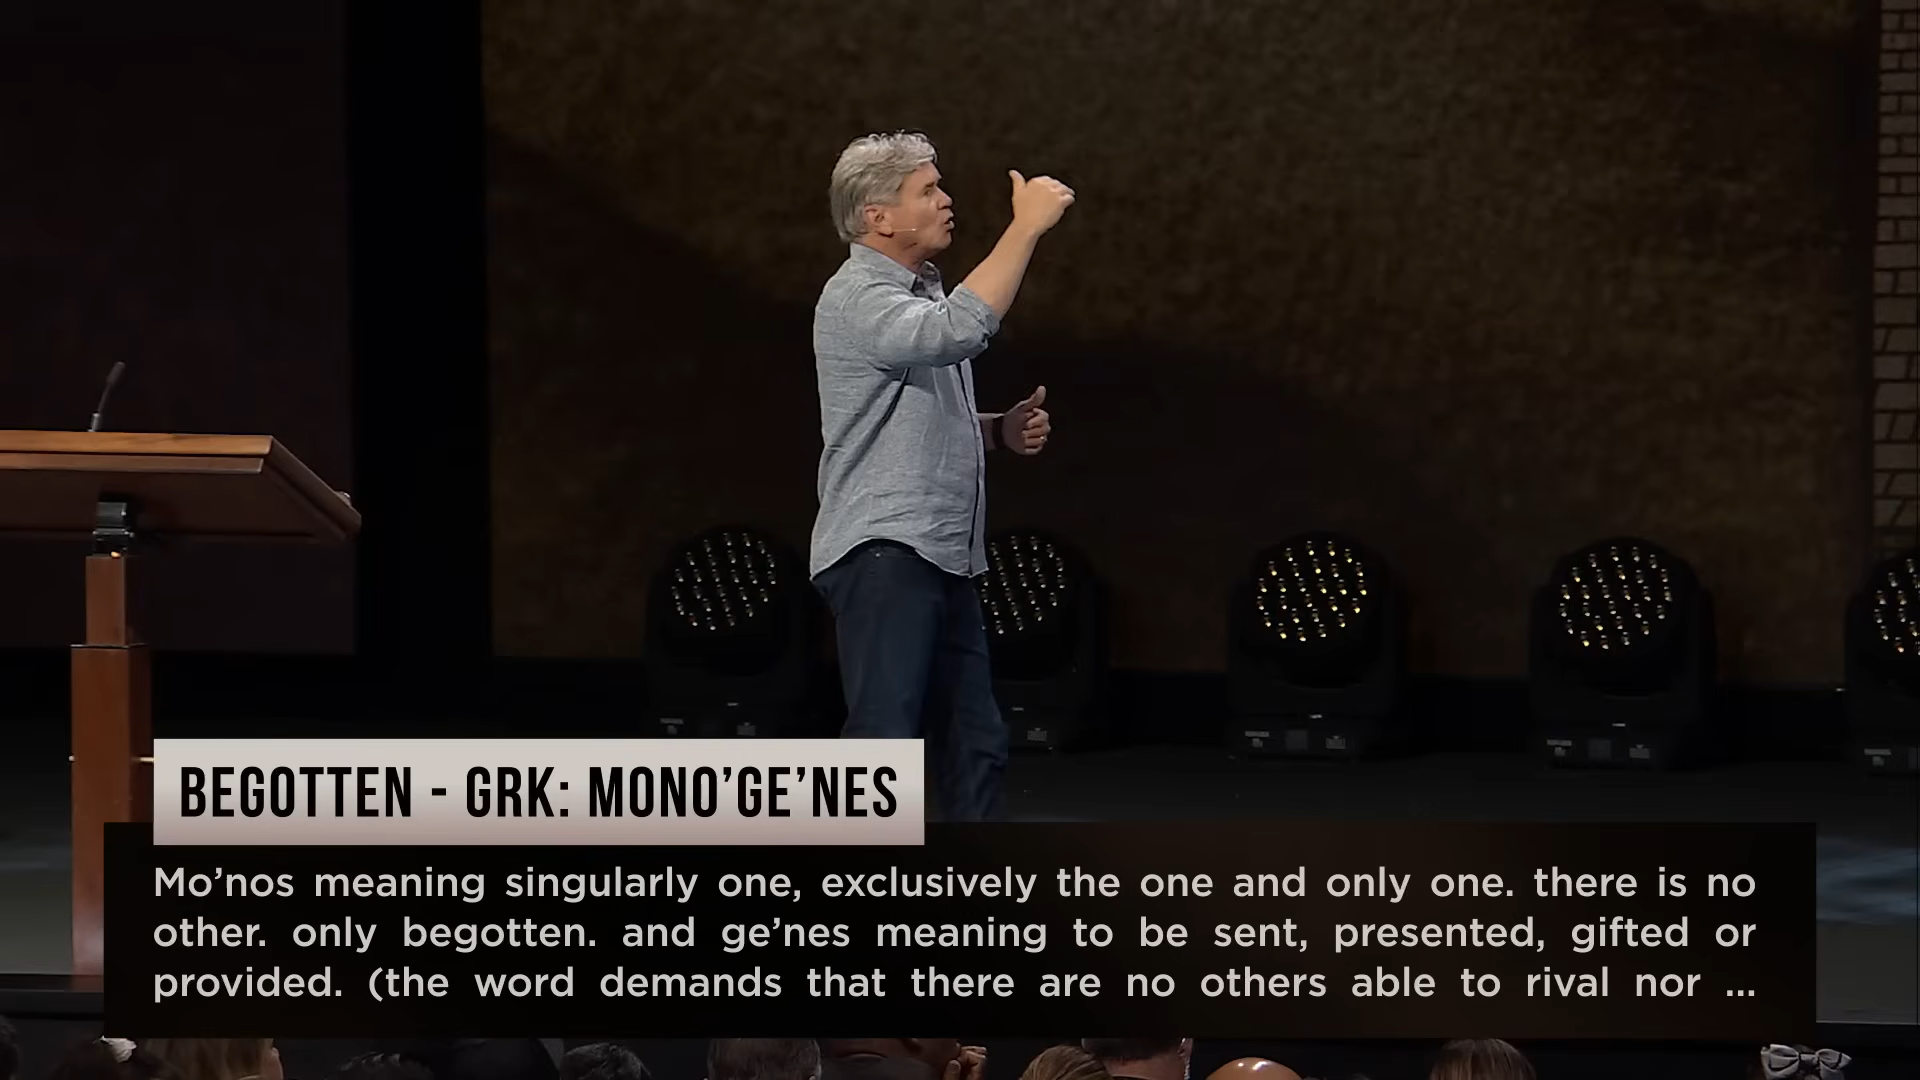 BEGOTTEN - GRK: MONO’GE’NES
Mo’nos meaning singularly one, exclusively the one and only one. there is no
other. only begotten. and ge’nes meaning to be sent, presented, gifted or
provided. (the word demands that there are no others able to rival nor ...